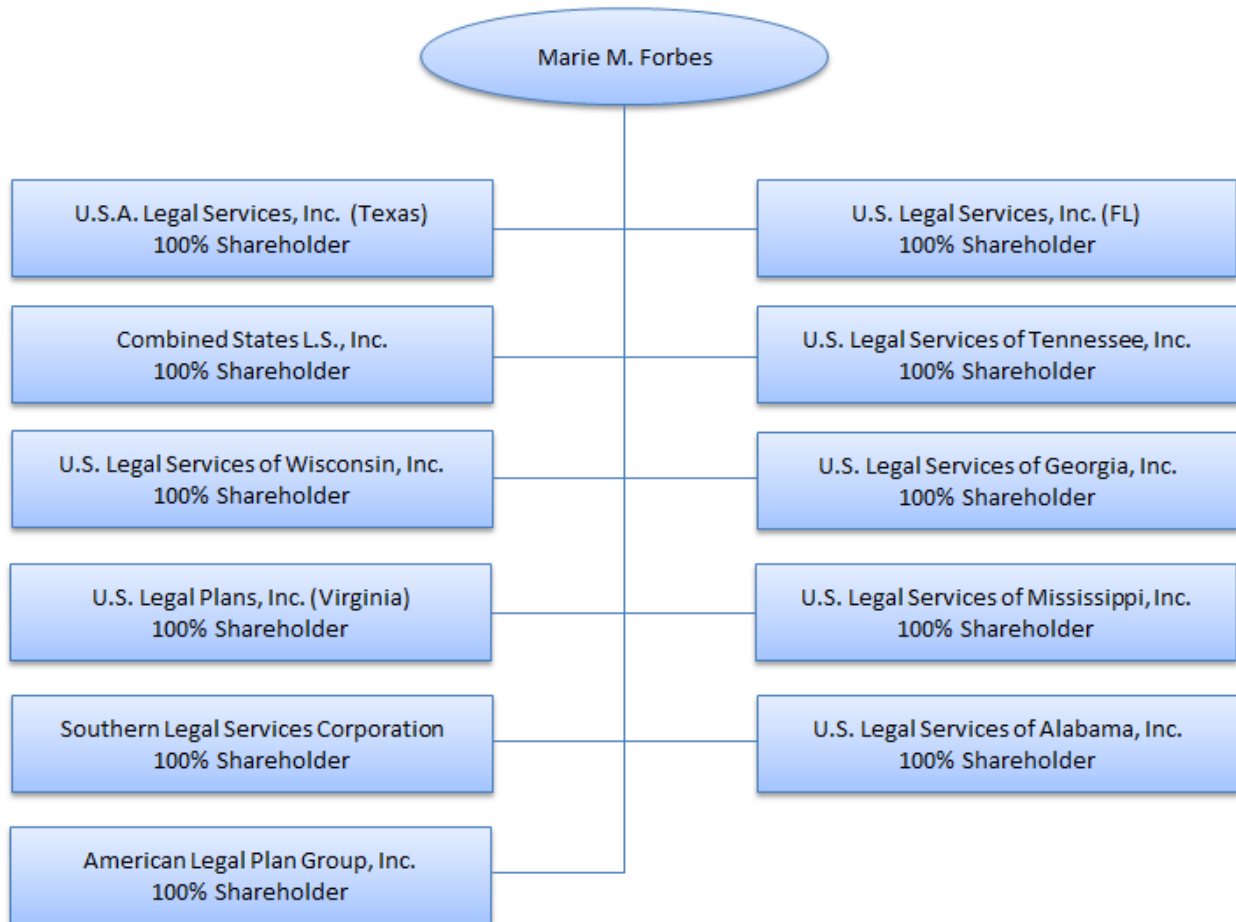 Marie M. Forbes
U.S.A. Legal Services, Inc. (Texas)
100% Shareholder
U.S. Legal Services, Inc. (FL)
100% Shareholder
Combined States L.S., Inc.
100% Shareholder
U.S. Legal Services of Tennessee, Inc.
100% Shareholder
U.S. Legal Services of Wisconsin, Inc.
100% Shareholder
U.S. Legal Services of Georgia, Inc.
100% Shareholder
U.S. Legal Plans, Inc. (Virginia)
100% Shareholder
U.S. Legal Services of Mississippi, Inc.
100% Shareholder
Southern Legal Services Corporation
100% Shareholder
U.S. Legal Services of Alabama, Inc.
100% Shareholder
American Legal Plan Group, Inc.
100% Shareholder